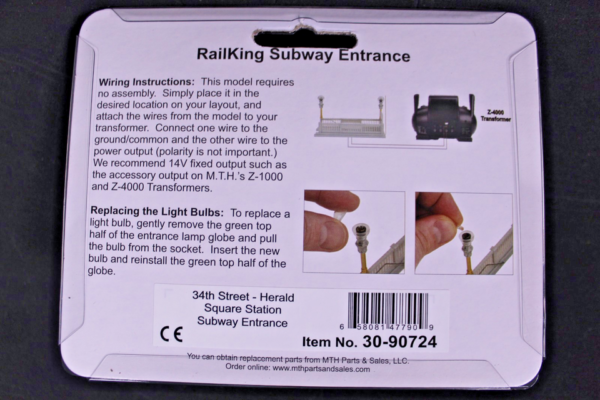 RailKing Subway Entrance
Wiring Instructions: This model requires
no assembly. Simply place it in the
desired location on your layout, and
attach the wires from the model to your
transformer. Connect one wire to the
ground/common and the other wire to the
power output (polarity is not important.)
We recommend 14V fixed output such as
the accessory output on M.T.H.'s Z-1000
and Z-4000 Transformers.
Z-4000
Transformer
Replacing the Light Bulbs: To replace a
light bulb, gently remove the green top
half of the entrance lamp globe and pull
the bulb from the socket. Insert the new
bulb and reinstall the green top half of the
globe.
34th Street - Herald
Square Station
Subway Entrance
CE
6 58081 47790 9
Item No. 30-90724
You can obtain replacement parts from MTH Parts & Sales, LLC.
Order online: www.mthpartsandsales.com